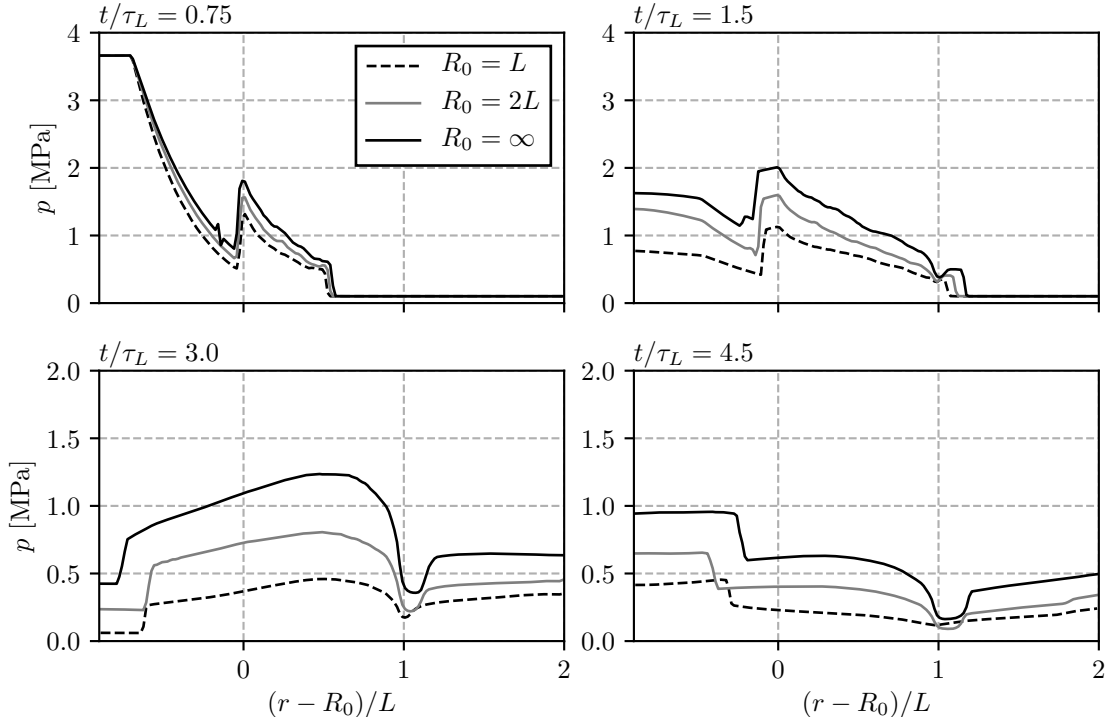 t/τ_L = 0.75
t/τ_L = 1.5
4
3
2
1
0
p [MPa]
R_0 = L
R_0 = 2L
R_0 = ∞
4
3
2
1
0
t/τ_L = 3.0
t/τ_L = 4.5
2.0
1.5
1.0
0.5
0.0
p [MPa]
0
1
2
(r − R_0)/L
2.0
1.5
1.0
0.5
0.0
0
1
2
(r − R_0)/L